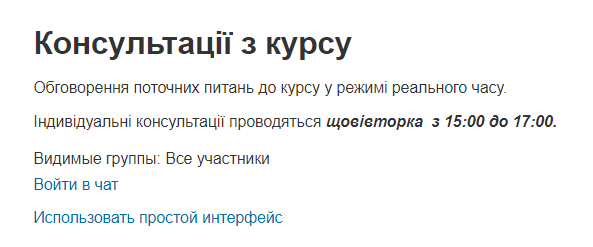 Консультації з курсу
Обговорення поточних питань до курсу у режимі реального часу.
Індивідуальні консультації проводяться щовівторка з 15:00 до 17:00.
Видимые группы: Все участники
Войти в чат
Использовать простой интерфейс